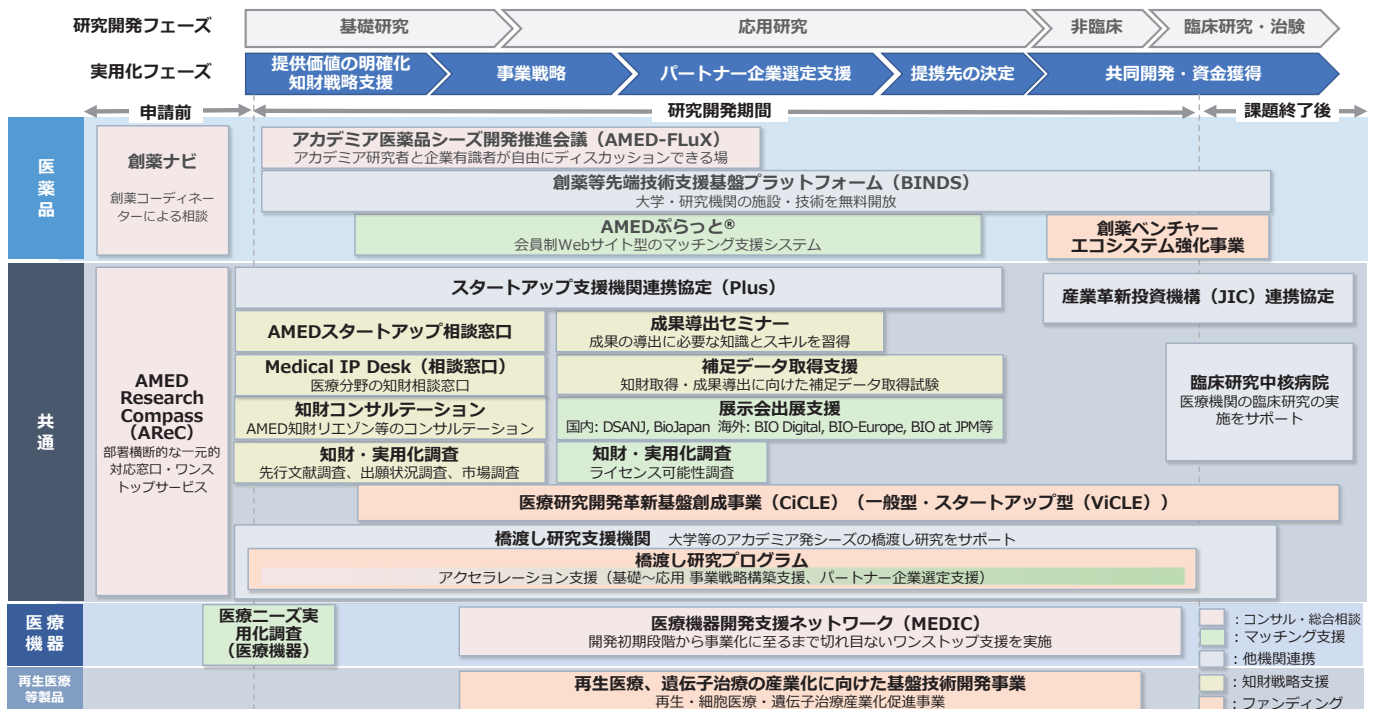 研究開発フェーズ
基礎研究
応用研究
非臨床
臨床研究・治験
実用化フェーズ
提供価値の明確化
知財戦略支援
事業戦略
パートナー企業選定支援
提携先の決定
共同開発・資金獲得
申請前
研究開発期間
課題終了後
医薬品
創薬ナビ
創薬コーディネー
ターによる相談
アカデミア医薬品シーズ開発推進会議（AMED-FLuX）
アカデミア研究者と企業有識者が自由にディスカッションできる場
創薬等先端技術支援基盤プラットフォーム（BINDS）
大学・研究機関の施設・技術を無料開放
AMEDぷらっと®
会員制Webサイト型のマッチング支援システム
創薬ベンチャー
エコシステム強化事業
共通
AMED
Research
Compass
（AReC）
部署横断的な一元的
対応窓口・ワンス
トップサービス
スタートアップ支援機関連携協定（Plus）
産業革新投資機構（JIC）連携協定
AMEDスタートアップ相談窓口
成果導出セミナー
成果の導出に必要な知識とスキルを習得
Medical IP Desk（相談窓口）
医療分野の知財相談窓口
補足データ取得支援
知財取得・成果導出に向けた補足データ取得試験
知財コンサルテーション
AMED知財リエゾン等のコンサルテーション
展示会出展支援
国内: DSANJ, BioJapan 海外: BIO Digital, BIO-Europe, BIO at JPM等
知財・実用化調査
先行文献調査、出願状況調査、市場調査
知財・実用化調査
ライセンス可能性調査
臨床研究中核病院
医療機関の臨床研究の実
施をサポート
医療研究開発革新基盤創成事業（CiCLE）（一般型・スタートアップ型（ViCLE））
橋渡し研究支援機関 大学等のアカデミア発シーズの橋渡し研究をサポート
橋渡し研究プログラム
アクセラレーション支援（基礎～応用 事業戦略構築支援、パートナー企業選定支援）
医療
機器
医療ニーズ実
用化調査
（医療機器）
医療機器開発支援ネットワーク（MEDIC）
開発初期段階から事業化に至るまで切れ目ないワンストップ支援を実施
再生医療
等製品
再生医療、遺伝子治療の産業化に向けた基盤技術開発事業
再生・細胞医療・遺伝子治療産業化促進事業
：コンサル・総合相談
：マッチング支援
：他機関連携
：知財戦略支援
：ファンディング